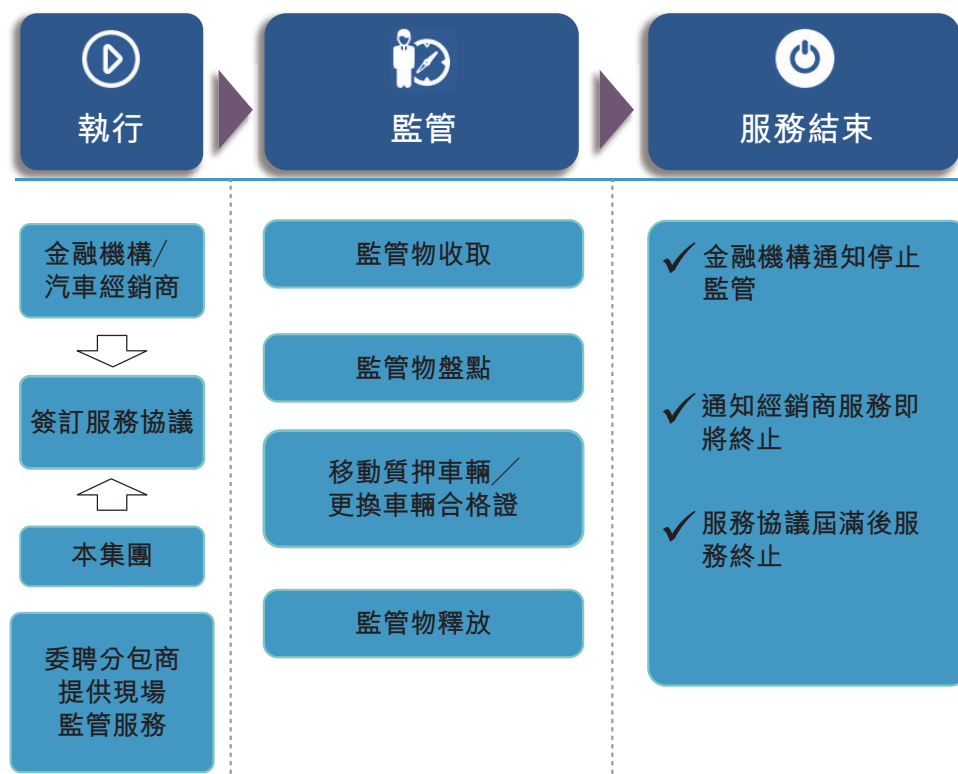 執行
監管
服務結束
金融機構╱
汽車經銷商
簽訂服務協議
本集團
委聘分包商
提供現場
監管服務
監管物收取
監管物盤點
移動質押車輛╱
更換車輛合格證
監管物釋放
金融機構通知停止
監管
通知經銷商服務即
將終止
服務協議屆滿後服
務終止